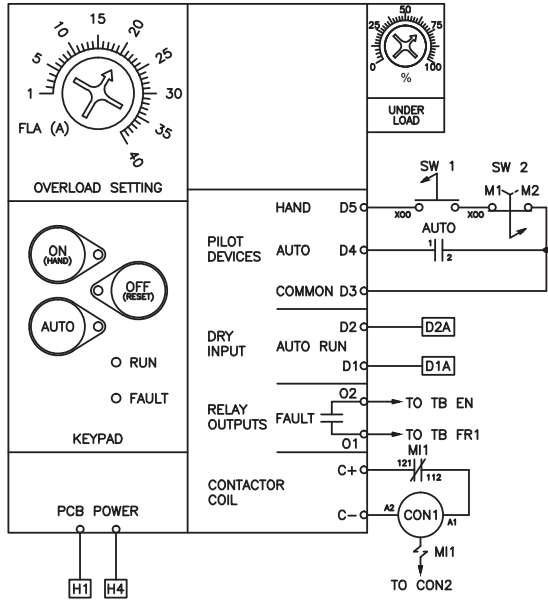 1
5
10
15
20
25
30
35
40
FLA (A)
OVERLOAD SETTING
0
25
50
75
100
%
UNDER
LOAD
ON
(HAND)
OFF
(RESET)
AUTO
RUN
FAULT
KEYPAD
PCB POWER
H1
H4
PILOT
DEVICES
HAND
D5
AUTO
D4
COMMON D3
DRY
INPUT
AUTO RUN
D2
D1
RELAY
OUTPUTS
FAULT
O2
O1
CONTACTOR
COIL
C+
C-
SW 1
SW 2
M1
M2
X00
X00
AUTO
1
2
D2A
D1A
TO TB EN
TO TB FR1
MI1
121
112
A2
CON1
A1
MI1
TO CON2